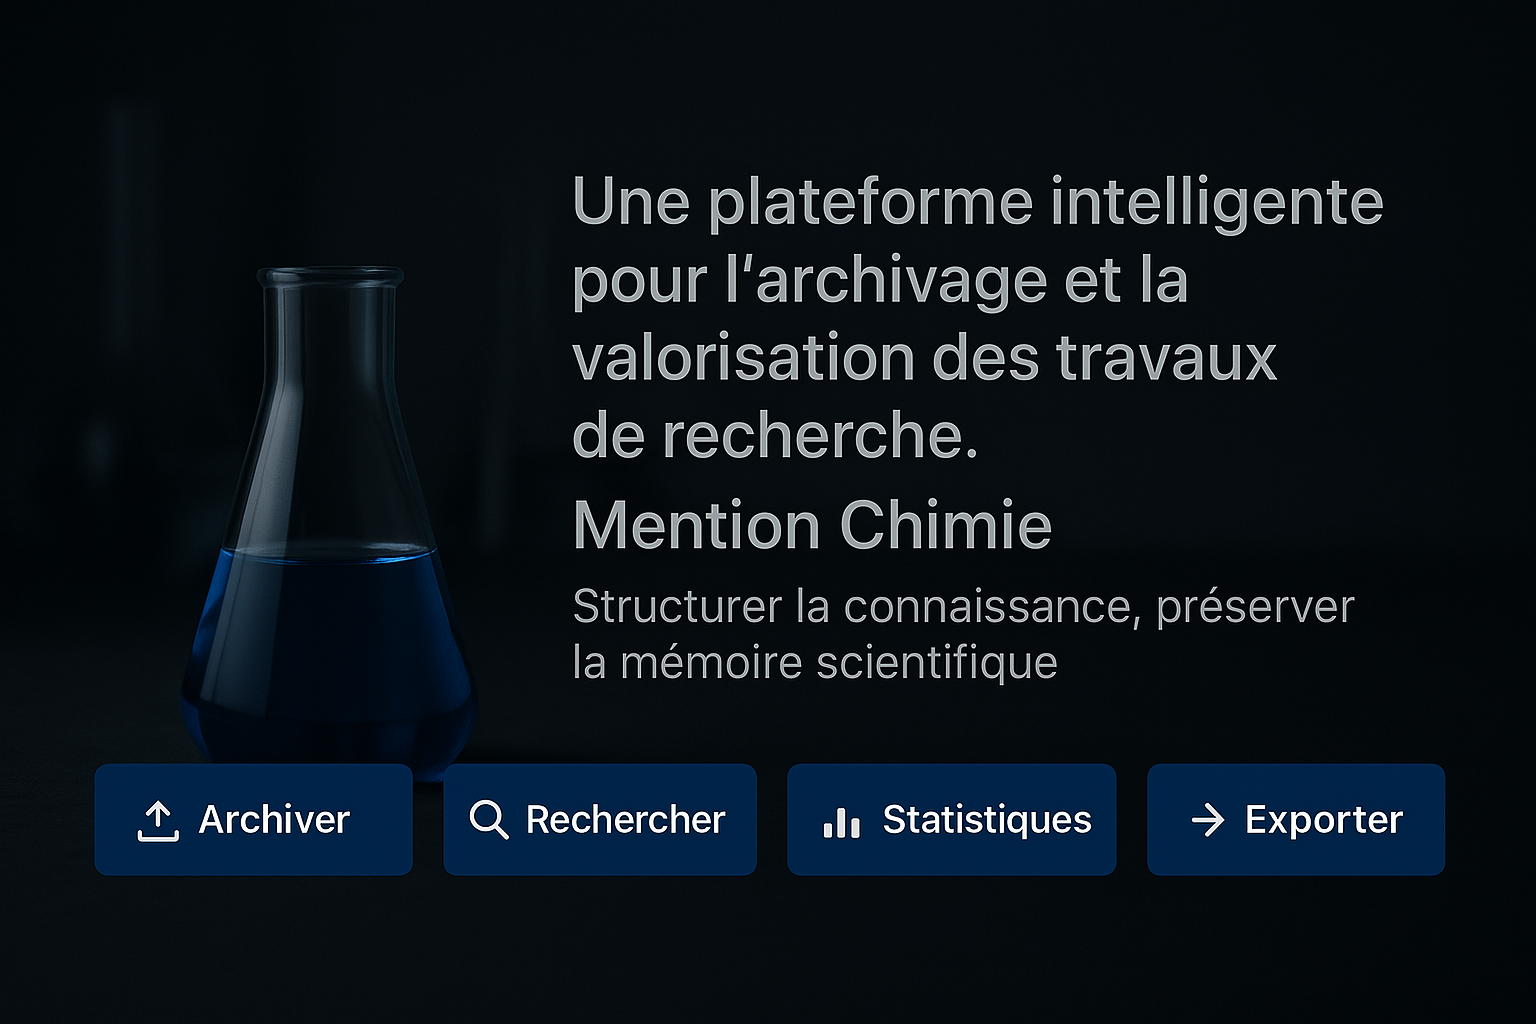 Une plateforme intelligente
pour l'archivage et la
valorisation des travaux
de recherche.
Mention Chimie
Structurer la connaissance, préserver
la mémoire scientifique
Archiver
Rechercher
Statistiques
Exporter